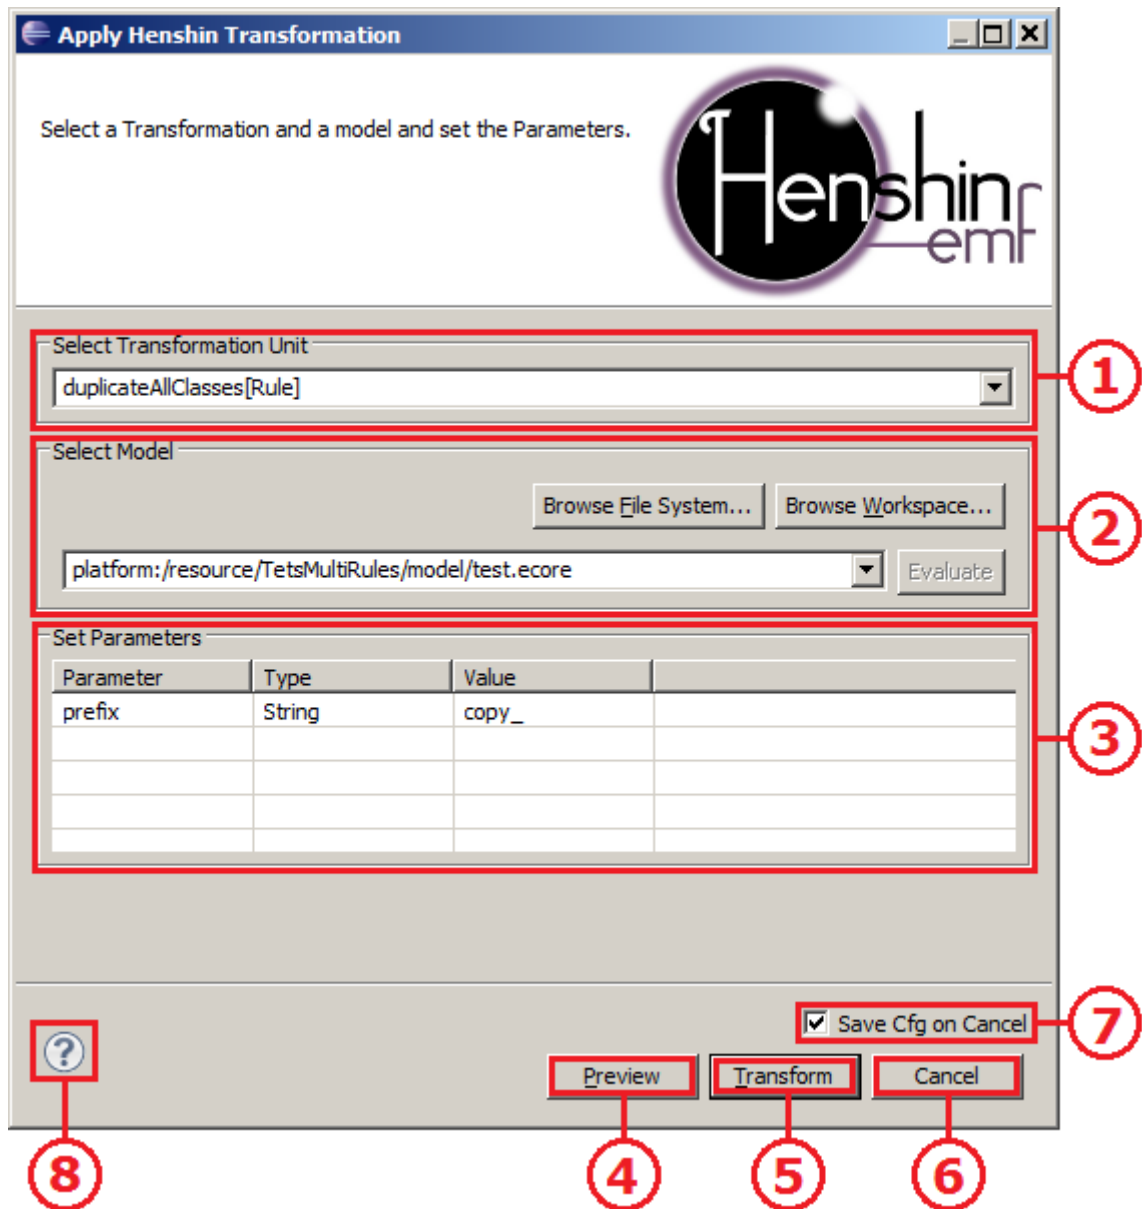 Apply Henshin Transformation
Select a Transformation and a model and set the Parameters.
Henshin
emf
Select Transformation Unit
duplicateAllClasses[Rule]
1
Select Model
Browse File System... Browse Workspace...
2
platform:/resource/TetsMultiRules/model/test.ecore Evaluate
Set Parameters
Parameter Type Value
prefix String copy_
3
Save Cfg on Cancel
7
?
Preview Transform Cancel
8 4 5 6